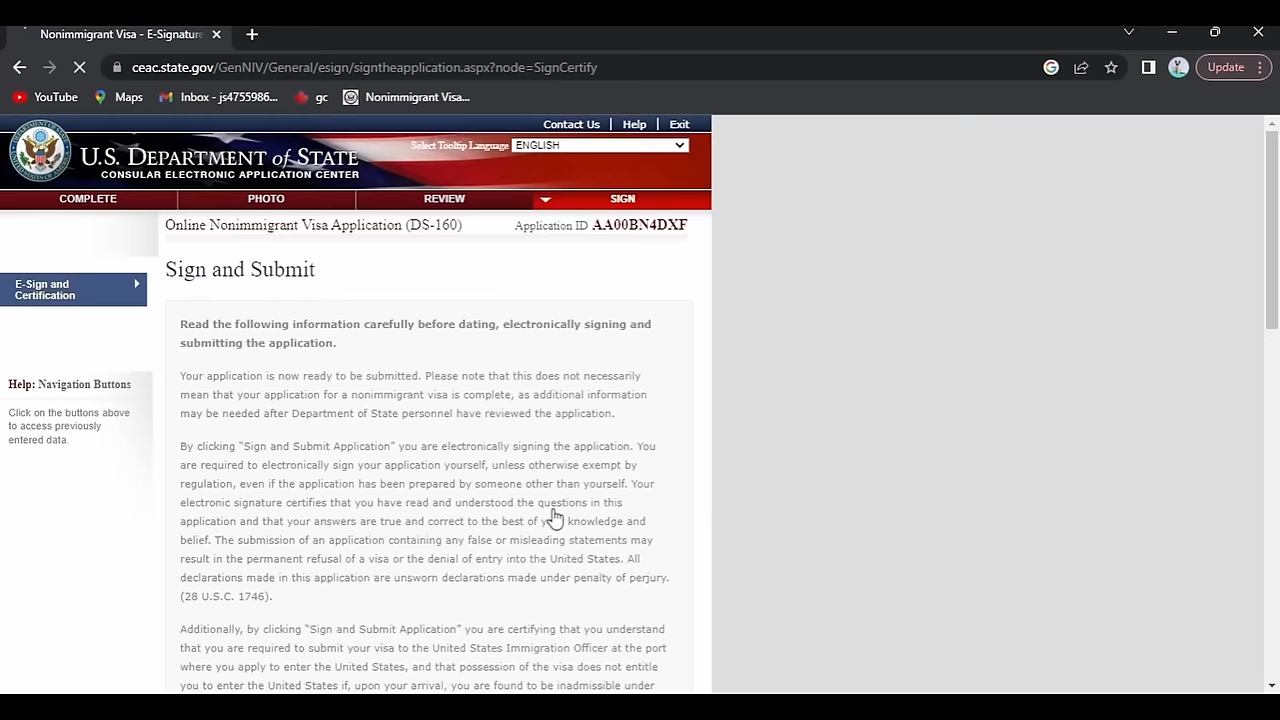 Nonimmigrant Visa - E-Signature
ceac.state.gov/GenNIV/General/esign/signtheapplication.aspx?node=SignCertify
Update
YouTube
Maps
Inbox - js4755986...
gc
Nonimmigrant Visa...
Contact Us | Help | Exit
Select Tooltip Language ENGLISH
U.S. DEPARTMENT of STATE
CONSULAR ELECTRONIC APPLICATION CENTER
COMPLETE
PHOTO
REVIEW
SIGN
Online Nonimmigrant Visa Application (DS-160)
Application ID AA00BN4DXF
Sign and Submit
E-Sign and
Certification
Help: Navigation Buttons
Click on the buttons above
to access previously
entered data.
Read the following information carefully before dating, electronically signing and
submitting the application.
Your application is now ready to be submitted. Please note that this does not necessarily
mean that your application for a nonimmigrant visa is complete, as additional information
may be needed after Department of State personnel have reviewed the application.
By clicking “Sign and Submit Application” you are electronically signing the application. You
are required to electronically sign your application yourself, unless otherwise exempt by
regulation, even if the application has been prepared by someone other than yourself. Your
electronic signature certifies that you have read and understood the questions in this
application and that your answers are true and correct to the best of knowledge and
belief. The submission of an application containing any false or misleading statements may
result in the permanent refusal of a visa or the denial of entry into the United States. All
declarations made in this application are unsworn declarations made under penalty of perjury.
(28 U.S.C. 1746).
Additionally, by clicking “Sign and Submit Application” you are certifying that you understand
that you are required to submit your visa to the United States Immigration Officer at the port
where you apply to enter the United States, and that possession of the visa does not entitle
you to enter the United States if, upon your arrival, you are found to be inadmissible under